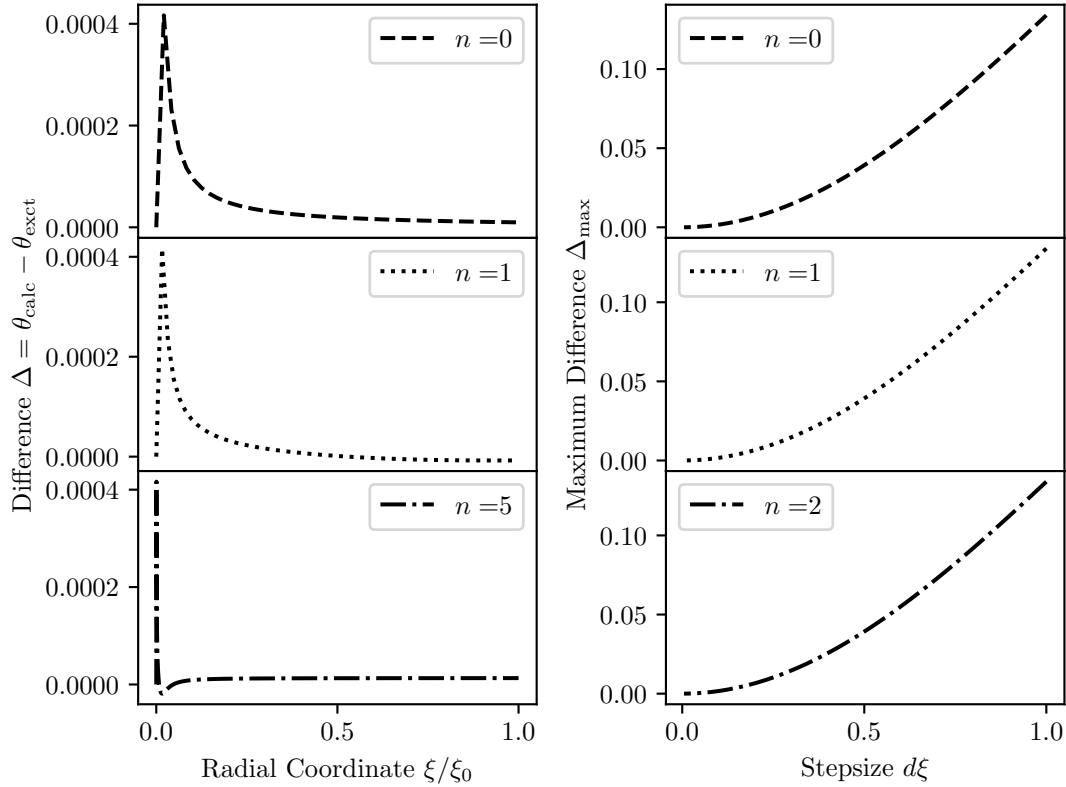 Difference Δ = θ_calc − θ_exct
0.0004
0.0002
0.0000
n =0
0.0004
0.0002
0.0000
n =1
0.0004
0.0002
0.0000
n =5
0.0 0.5 1.0
Radial Coordinate ξ/ξ₀
Maximum Difference Δ_max
0.10
0.05
0.00
n =0
0.10
0.05
0.00
n =1
0.10
0.05
0.00
n =2
0.0 0.5 1.0
Stepsize dξ